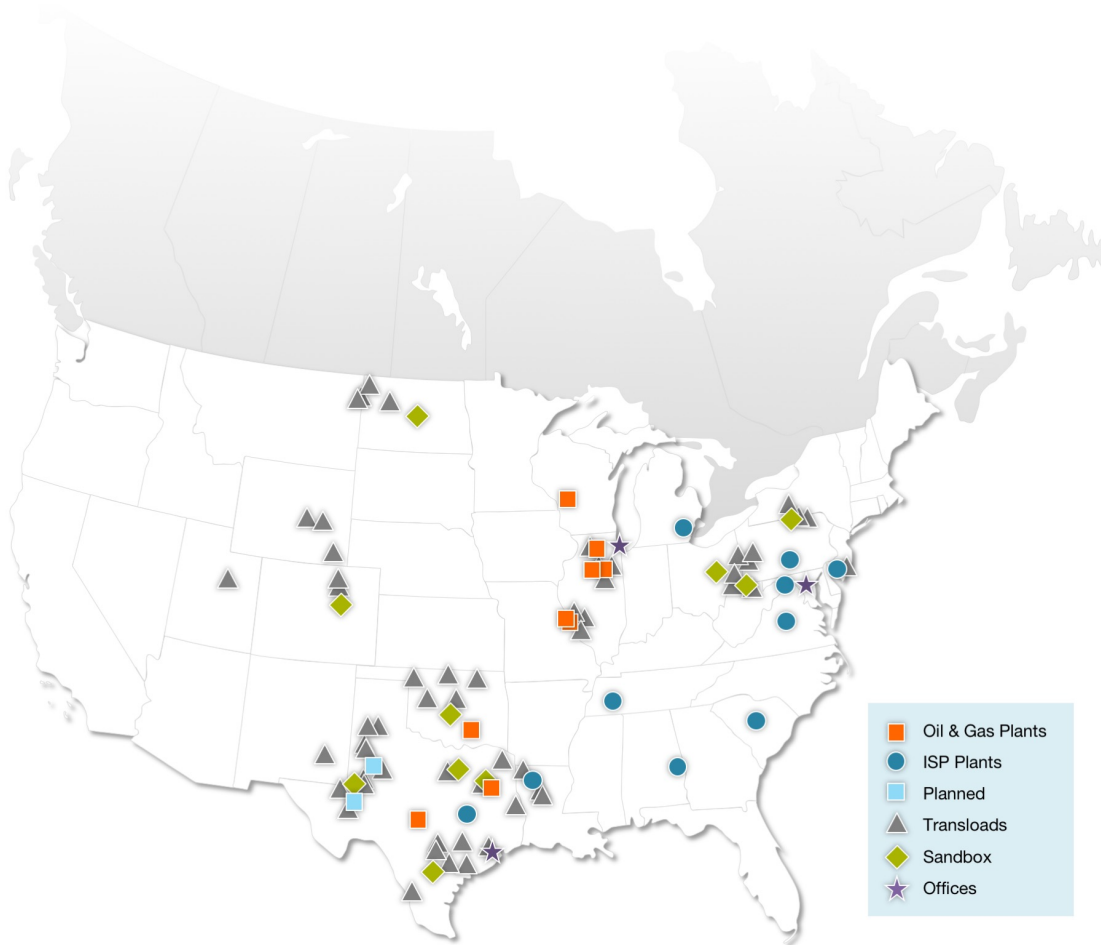 Oil & Gas Plants
ISP Plants
Planned
Transloads
Sandbox
Offices